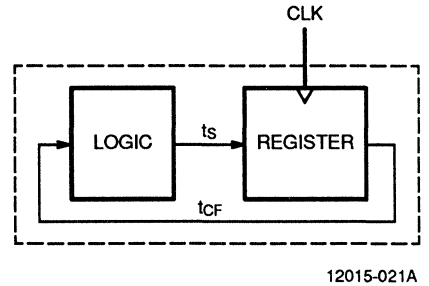 CLK
LOGIC
tS
REGISTER
tCF
12015-021A